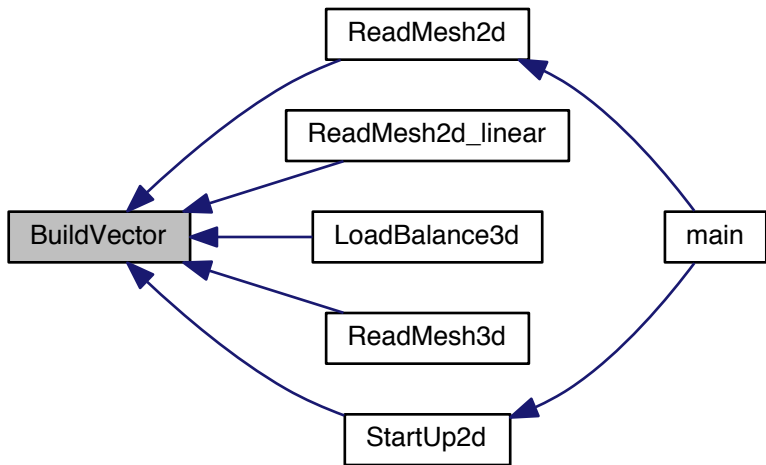 ReadMesh2d
ReadMesh2d_linear
BuildVector
LoadBalance3d
main
ReadMesh3d
StartUp2d